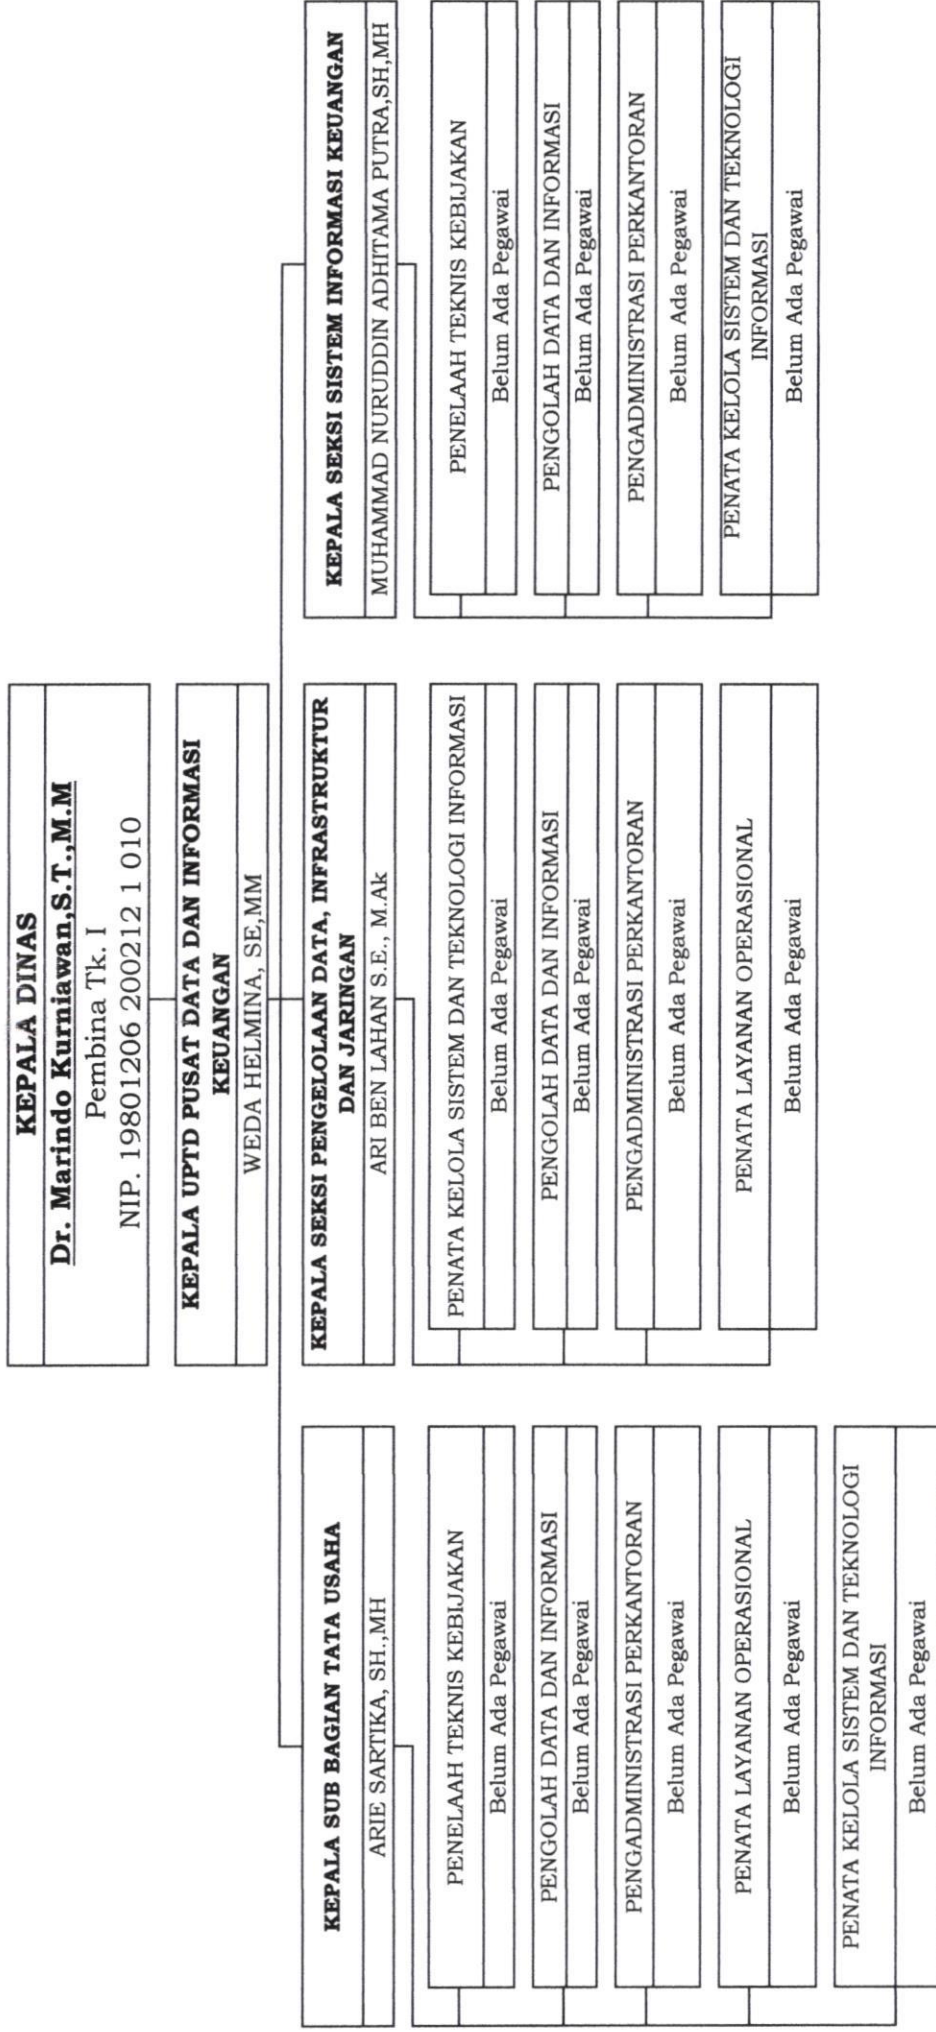 KEPALA DINAS
Dr. Marindo Kurniawan,S.T.,M.M
Pembina Tk. I
NIP. 19801206 200212 1 010
KEPALA UPTD PUSAT DATA DAN INFORMASI
KEUANGAN
WEDA HELMINA, SE,MM
KEPALA SUB BAGIAN TATA USAHA
ARIE SARTIKA, SH.,MH
PENELAAH TEKNIS KEBIJAKAN
Belum Ada Pegawai
PENGOLAH DATA DAN INFORMASI
Belum Ada Pegawai
PENGADMINISTRASI PERKANTORAN
Belum Ada Pegawai
PENATA LAYANAN OPERASIONAL
Belum Ada Pegawai
PENATA KELOLA SISTEM DAN TEKNOLOGI
INFORMASI
Belum Ada Pegawai
KEPALA SEKSI PENGELOLAAN DATA, INFRASTRUKTUR
DAN JARINGAN
ARI BEN LAHAN S.E., M.Ak
PENATA KELOLA SISTEM DAN TEKNOLOGI INFORMASI
Belum Ada Pegawai
PENGOLAH DATA DAN INFORMASI
Belum Ada Pegawai
PENGADMINISTRASI PERKANTORAN
Belum Ada Pegawai
PENATA LAYANAN OPERASIONAL
Belum Ada Pegawai
KEPALA SEKSI SISTEM INFORMASI KEUANGAN
MUHAMMAD NURUDDIN ADHITAMA PUTRA,SH,MH
PENELAAH TEKNIS KEBIJAKAN
Belum Ada Pegawai
PENGOLAH DATA DAN INFORMASI
Belum Ada Pegawai
PENGADMINISTRASI PERKANTORAN
Belum Ada Pegawai
PENATA KELOLA SISTEM DAN TEKNOLOGI
INFORMASI
Belum Ada Pegawai